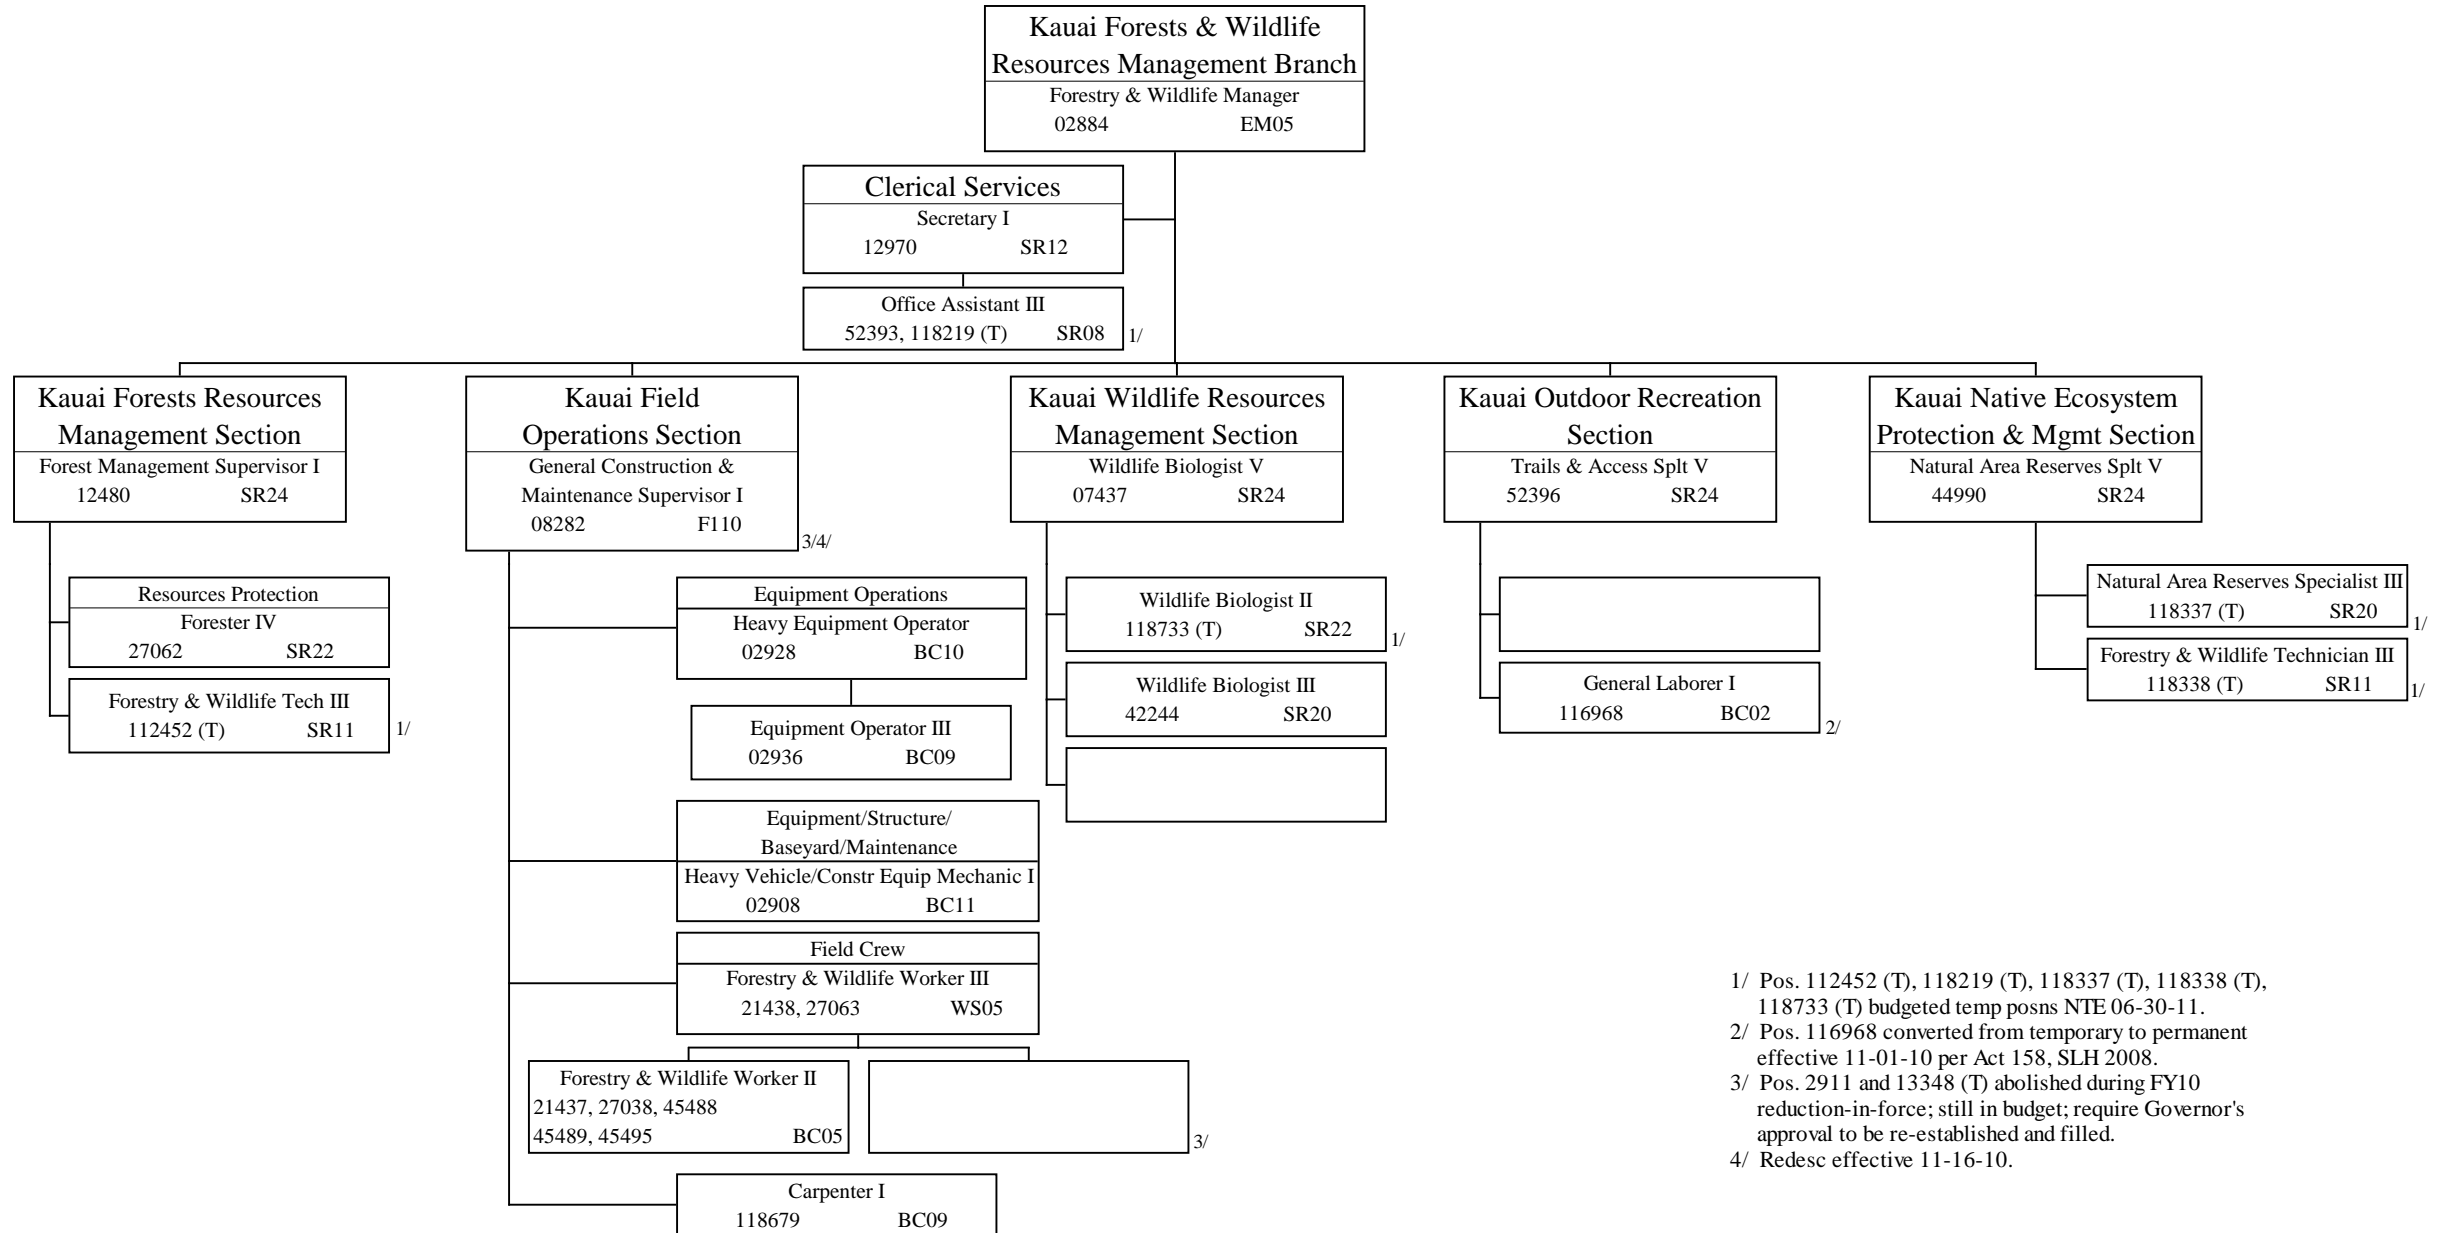 Kauai Forests & Wildlife
Resources Management Branch
Forestry & Wildlife Manager
02884 EM05
Clerical Services
Secretary I
12970 SR12
Office Assistant III
52393, 118219 (T) SR08 1/
Kauai Forests Resources
Management Section
Forest Management Supervisor I
12480 SR24
Resources Protection
Forester IV
27062 SR22
Forestry & Wildlife Tech III
112452 (T) SR11 1/
Kauai Field
Operations Section
General Construction &
Maintenance Supervisor I
08282 F110
3/4/
Equipment Operations
Heavy Equipment Operator
02928 BC10
Equipment Operator III
02936 BC09
Equipment/Structure/
Baseyard/Maintenance
Heavy Vehicle/Constr Equip Mechanic I
02908 BC11
Field Crew
Forestry & Wildlife Worker III
21438, 27063 WS05
Forestry & Wildlife Worker II
21437, 27038, 45488
45489, 45495 BC05
3/
Carpenter I
118679 BC09
Kauai Wildlife Resources
Management Section
Wildlife Biologist V
07437 SR24
Wildlife Biologist II
118733 (T) SR22 1/
Wildlife Biologist III
42244 SR20
Kauai Outdoor Recreation
Section
Trails & Access Splt V
52396 SR24
General Laborer I
116968 BC02 2/
Kauai Native Ecosystem
Protection & Mgmt Section
Natural Area Reserves Splt V
44990 SR24
Natural Area Reserves Specialist III
118337 (T) SR20 1/
Forestry & Wildlife Technician III
118338 (T) SR11 1/
1/ Pos. 112452 (T), 118219 (T), 118337 (T), 118338 (T),
118733 (T) budgeted temp posns NTE 06-30-11.
2/ Pos. 116968 converted from temporary to permanent
effective 11-01-10 per Act 158, SLH 2008.
3/ Pos. 2911 and 13348 (T) abolished during FY10
reduction-in-force; still in budget; require Governor's
approval to be re-established and filled.
4/ Redesc effective 11-16-10.